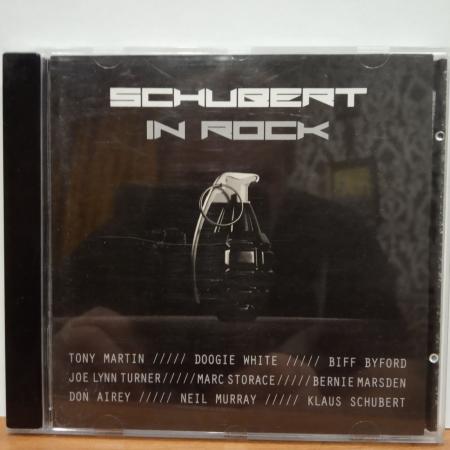 SCHUBERT
IN ROCK
TONY MARTIN ///// DOOGIE WHITE ///// BIFF BYFORD
JOE LYNN TURNER/////MARC STORACE/////BERNIE MARSDEN
DON AIREY ///// NEIL MURRAY ///// KLAUS SCHUBERT